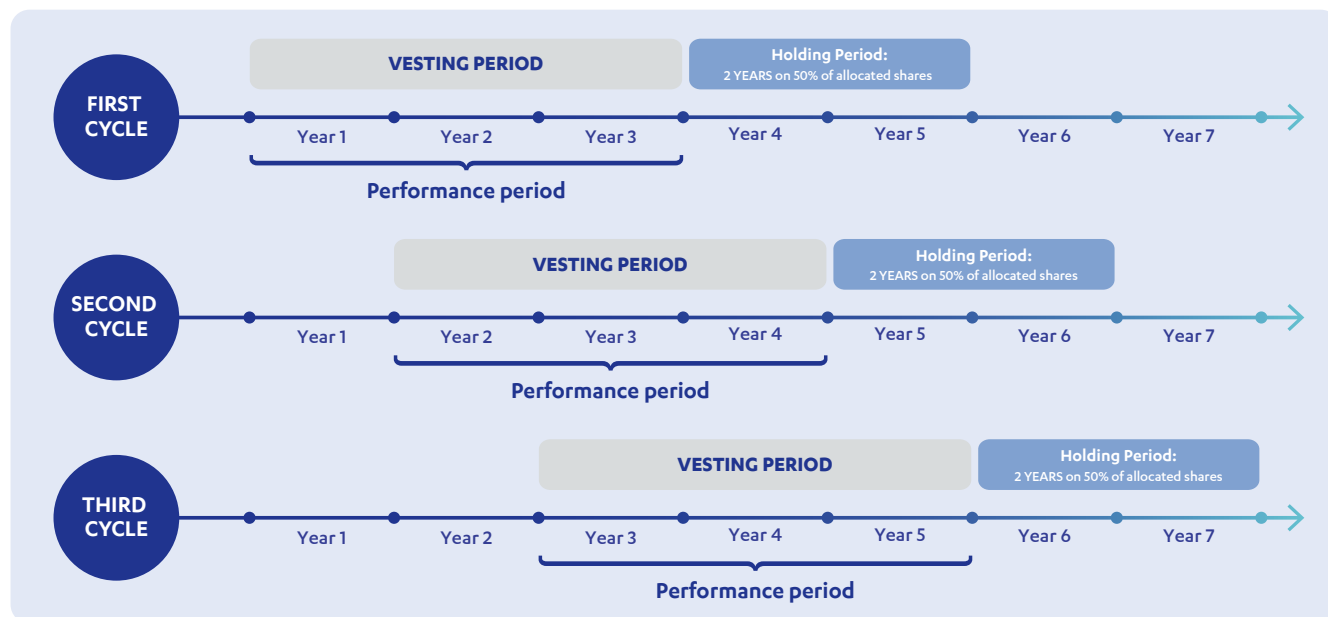 VESTING PERIOD
Holding Period:
2 YEARS on 50% of allocated shares
FIRST
CYCLE
Year 1
Year 2
Year 3
Year 4
Year 5
Year 6
Year 7
Performance period
VESTING PERIOD
Holding Period:
2 YEARS on 50% of allocated shares
SECOND
CYCLE
Year 1
Year 2
Year 3
Year 4
Year 5
Year 6
Year 7
Performance period
VESTING PERIOD
Holding Period:
2 YEARS on 50% of allocated shares
THIRD
CYCLE
Year 1
Year 2
Year 3
Year 4
Year 5
Year 6
Year 7
Performance period